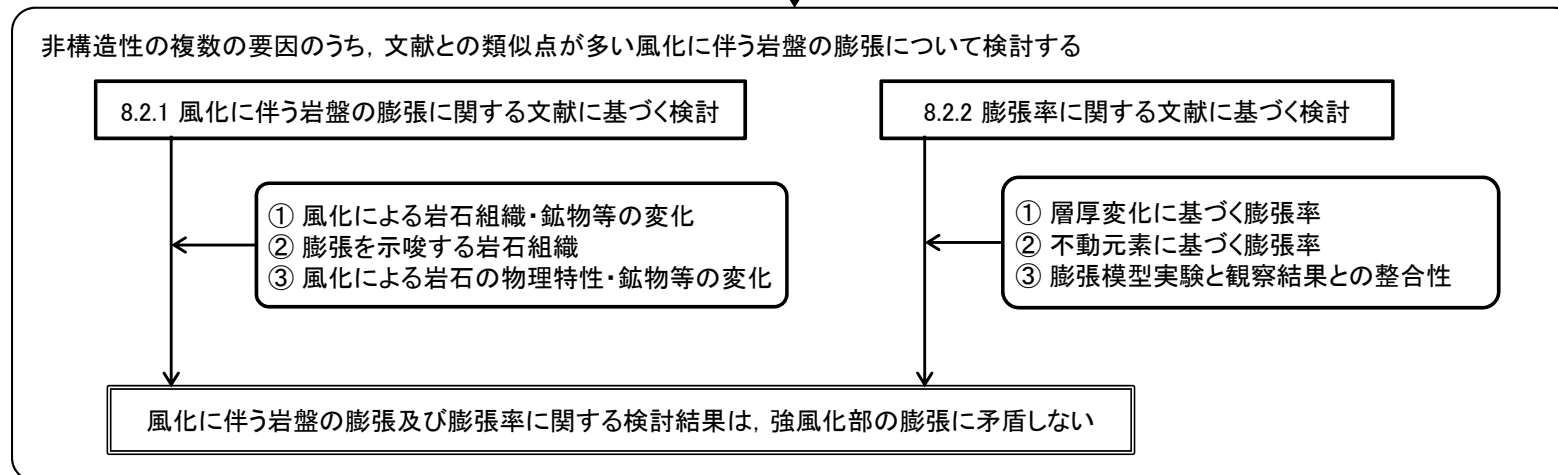 非構造性の複数の要因のうち，文献との類似点が多い風化に伴う岩盤の膨張について検討する
8.2.1 風化に伴う岩盤の膨張に関する文献に基づく検討
① 風化による岩石組織・鉱物等の変化
② 膨張を示唆する岩石組織
③ 風化による岩石の物理特性・鉱物等の変化
8.2.2 膨張率に関する文献に基づく検討
① 層厚変化に基づく膨張率
② 不動元素に基づく膨張率
③ 膨張模型実験と観察結果との整合性
風化に伴う岩盤の膨張及び膨張率に関する検討結果は，強風化部の膨張に矛盾しない